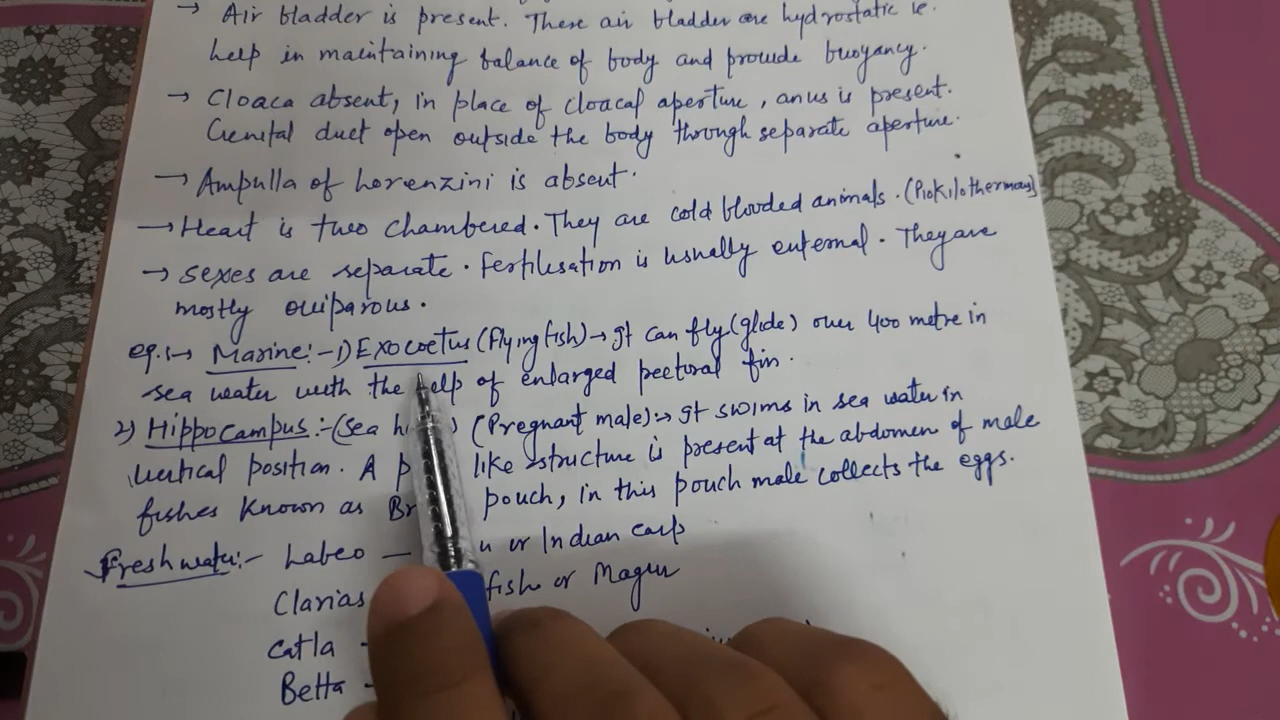 → Air bladder is present. These air bladder are hydrostatic ie.
help in maintaining balance of body and provide buoyancy.
→ Cloaca absent, in place of cloacal aperture, anus is present.
Genital duct open outside the body through separate aperture.
→ Ampulla of Lorenzini is absent.
→ Heart is two chambered. They are cold blooded animals. (Poikilothermous)
→ Sexes are separate. Fertilisation is usually external. They are
mostly oviparous.
eg:→ Marine:- 1) Exocoetus (Flying fish) → It can fly (glide) over 400 metre in
sea water with the help of enlarged pectoral fin.
2) Hippocampus:- (Sea (Pregnant male):→ It swims in sea water in
vertical position. A like structure is present at the abdomen of male
fishes known as pouch, in this pouch male collects the eggs.
Freshwater:- Labeo — or Indian carp
Clarias fish or Magur
Catla -
Betta -